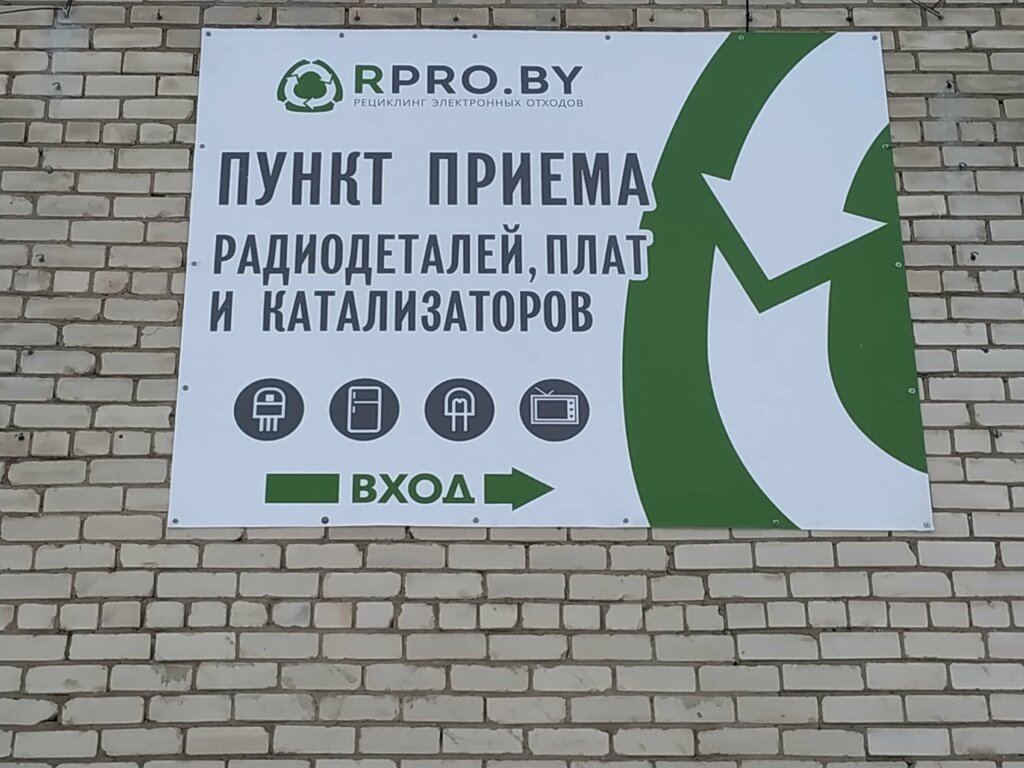 RPRO.BY
РЕЦИКЛИНГ ЭЛЕКТРОННЫХ ОТХОДОВ
ПУНКТ ПРИЕМА
РАДИОДЕТАЛЕЙ, ПЛАТ
И КАТАЛИЗАТОРОВ
ВХОД